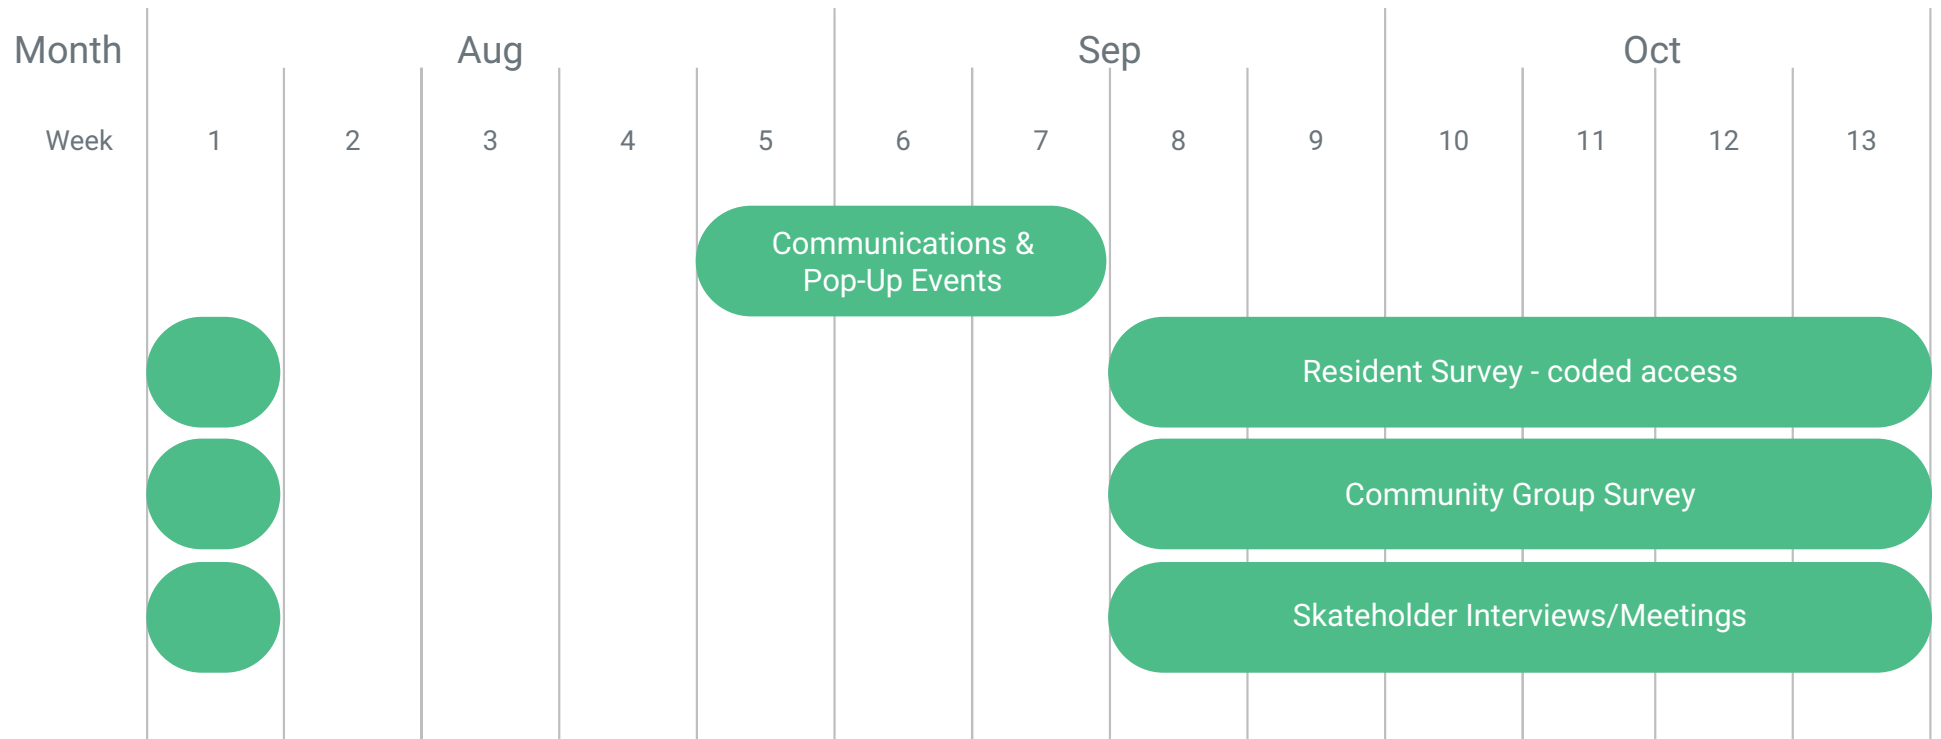 Month Aug Sep Oct
Week 1 2 3 4 5 6 7 8 9 10 11 12 13
Communications &
Pop-Up Events
Resident Survey - coded access
Community Group Survey
Skateholder Interviews/Meetings